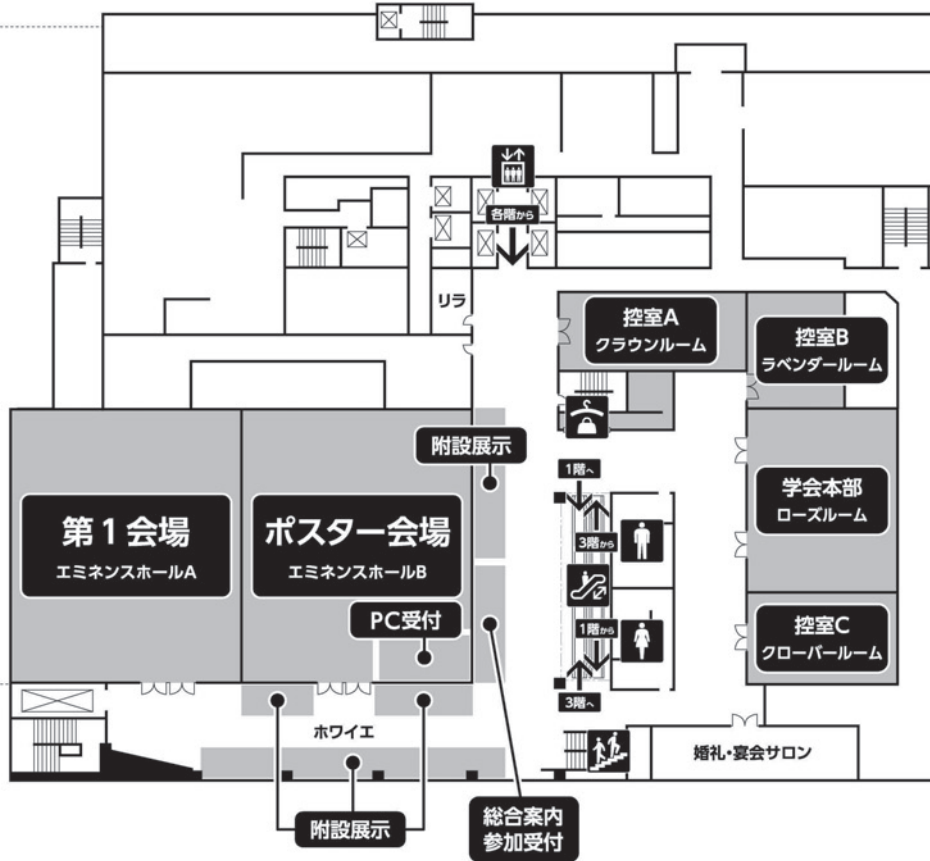 各階から
リラ
控室A
クラウンルーム
控室B
ラベンダールーム
附設展示
1階へ
3階から
学会本部
ローズルーム
第1会場
エミネンスホールA
ポスター会場
エミネンスホールB
PC受付
1階から
3階へ
控室C
クローバールーム
ホワイエ
婚礼・宴会サロン
附設展示
総合案内
参加受付